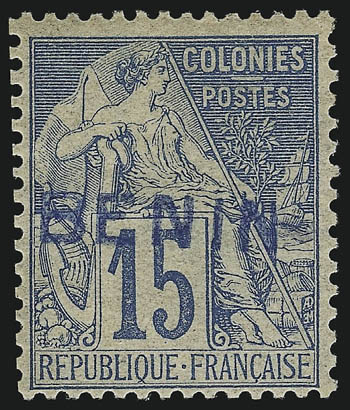 COLONIES
POSTES
BENIN
15
REPUBLIQUE·FRANÇAISE